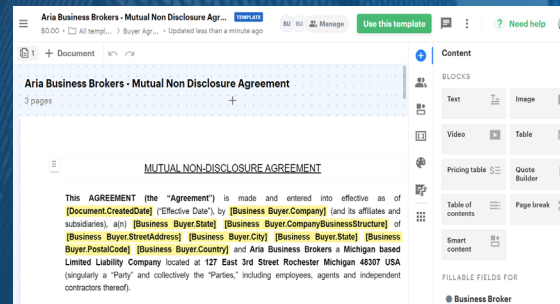 Aria Business Brokers - Mutual Non Disclosure Agr... TEMPLATE
$0.00 • All templ... > Buyer Agr... • Updated less than a minute ago
BU BU Manage
Use this template
? Need help
1 + Document
Aria Business Brokers - Mutual Non Disclosure Agreement
3 pages
MUTUAL NON-DISCLOSURE AGREEMENT
This AGREEMENT (the “Agreement”) is made and entered into effective as of
[Document.CreatedDate] (“Effective Date”), by [Business Buyer.Company] (and its affiliates and
subsidiaries), a(n) [Business Buyer.State] [Business Buyer.CompanyBusinessStructure] of
[Business Buyer.StreetAddress] [Business Buyer.City] [Business Buyer.State] [Business
Buyer.PostalCode] [Business Buyer.Country] and Aria Business Brokers a Michigan based
Limited Liability Company located at 127 East 3rd Street Rochester Michigan 48307 USA
(singularly a “Party” and collectively the “Parties,” including employees, agents and independent
contractors thereof).
Content
BLOCKS
Text
Image
Video
Table
Pricing table
Quote
Builder
Table of
contents
Page break
Smart
content
FILLABLE FIELDS FOR
Business Broker